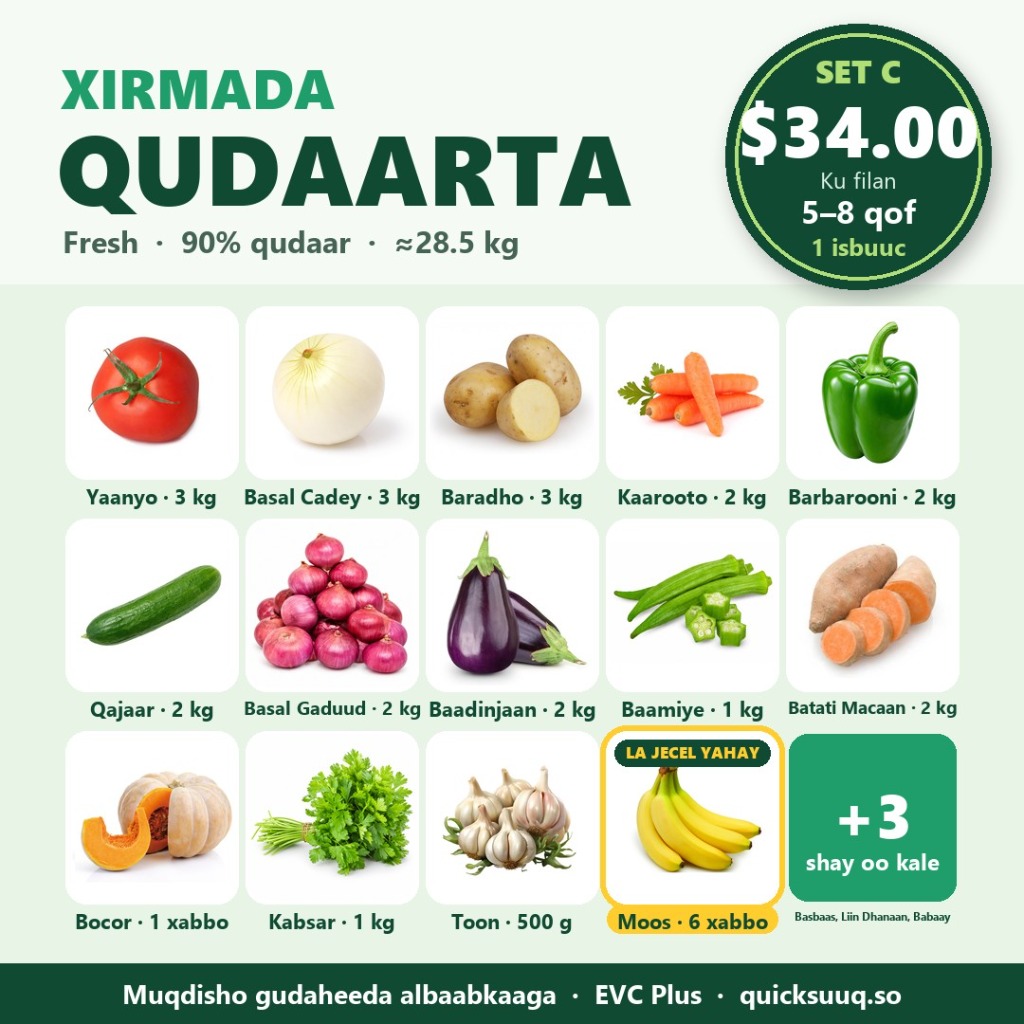 XIRMADA
QUDAARTA
Fresh · 90% qudaar · ≈28.5 kg
SET C
$34.00
Ku filan
5–8 qof
1 isbuuc
Yaanyo · 3 kg
Basal Cadey · 3 kg
Baradho · 3 kg
Kaarooto · 2 kg
Barbarooni · 2 kg
Qajaar · 2 kg
Basal Gaduud · 2 kg
Baadinjaan · 2 kg
Baamiye · 1 kg
Batati Macaan · 2 kg
Bocor · 1 xabbo
Kabsar · 1 kg
Toon · 500 g
LA JECEL YAHAY
Moos · 6 xabbo
+3
shay oo kale
Basbaas, Liin Dhanaan, Babaay
Muqdisho gudaheeda albaabkaaga · EVC Plus · quicksuuq.so